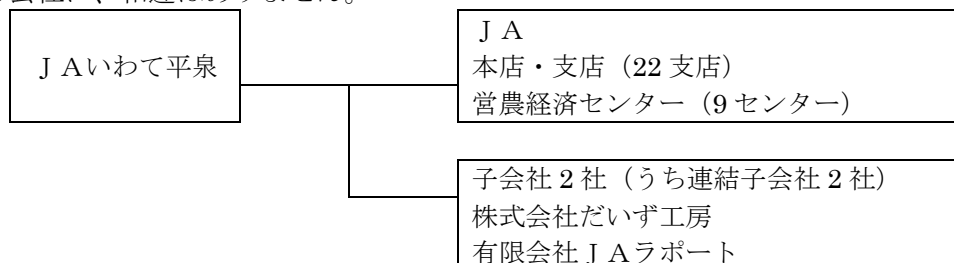 ＪＡいわて平泉
ＪＡ
本店・支店（22 支店）
営農経済センター（9 センター）
子会社 2 社（うち連結子会社 2 社）
株式会社だいず工房
有限会社ＪＡラポート